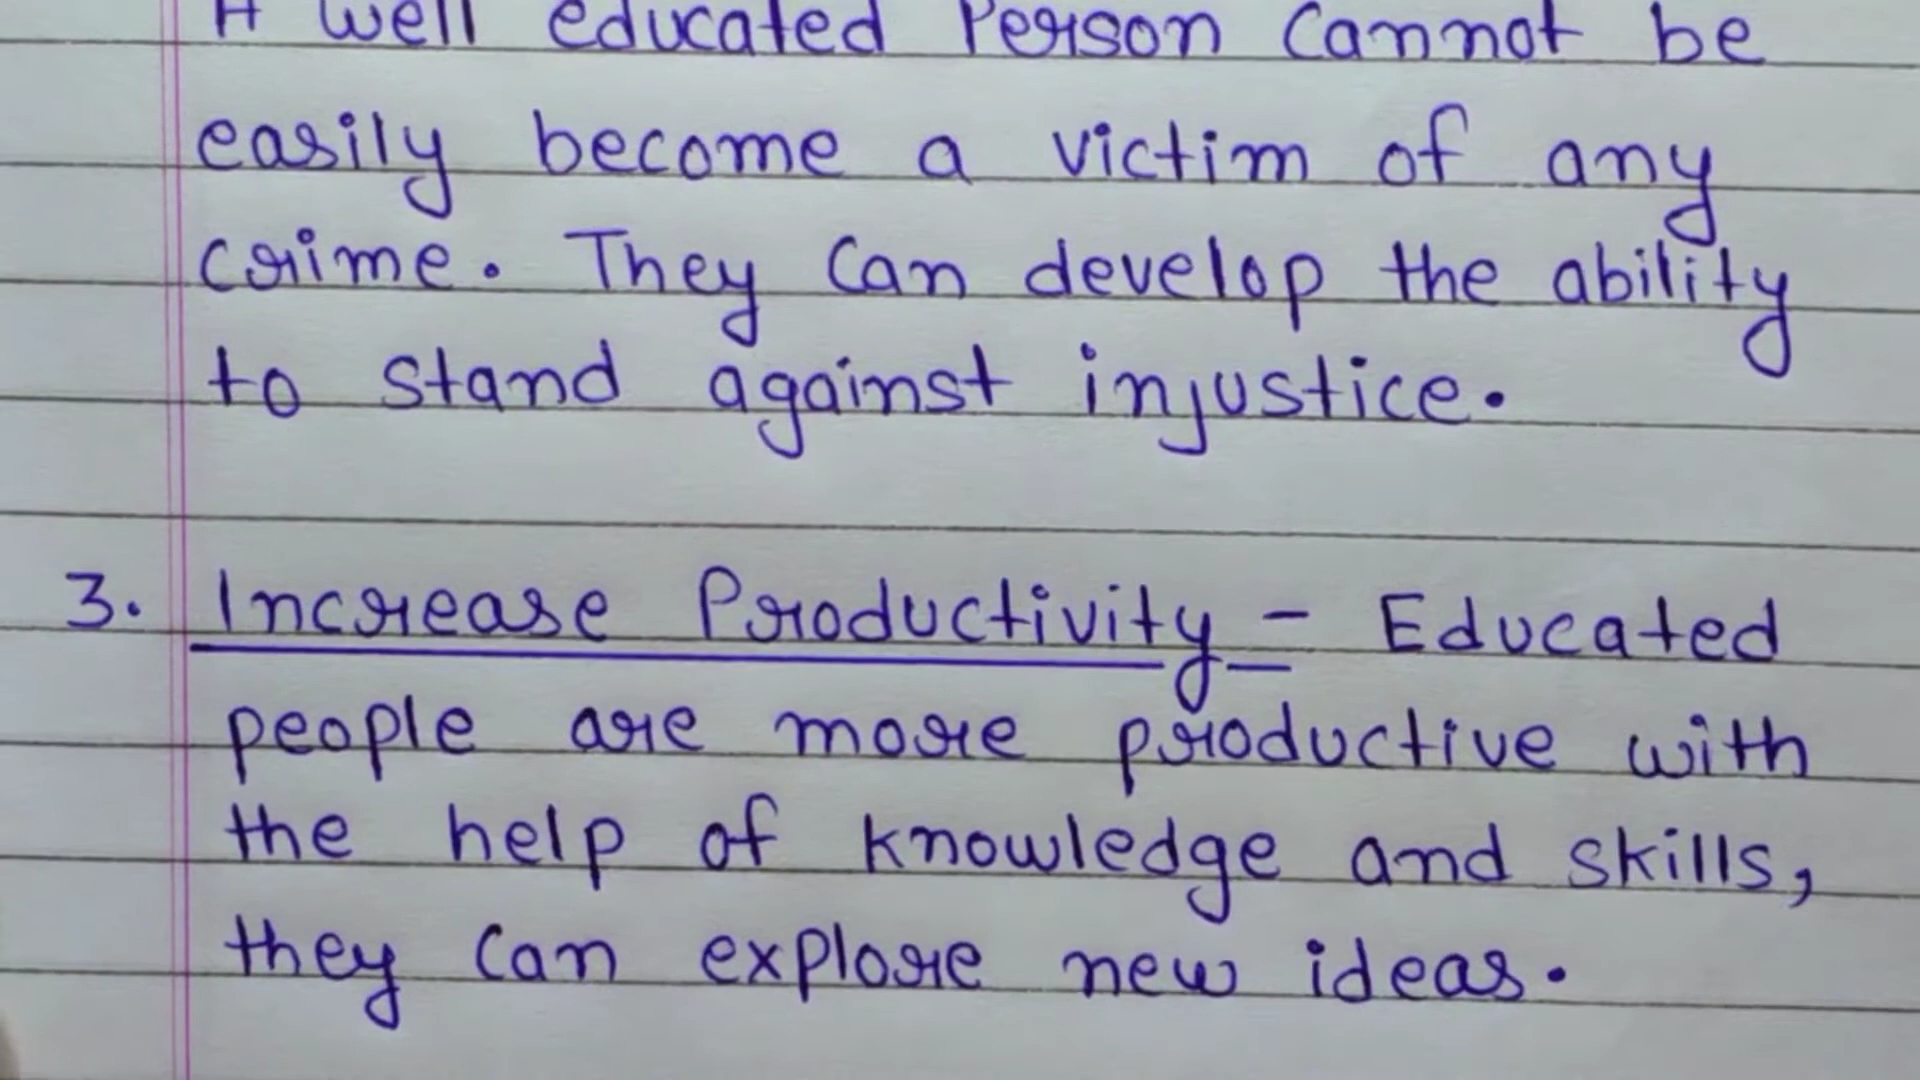 A well educated Person cannot be
easily become a victim of any
crime. They can develop the ability
to stand against injustice.
3. Increase Productivity - Educated
people are more productive with
the help of knowledge and skills,
they can explore new ideas.